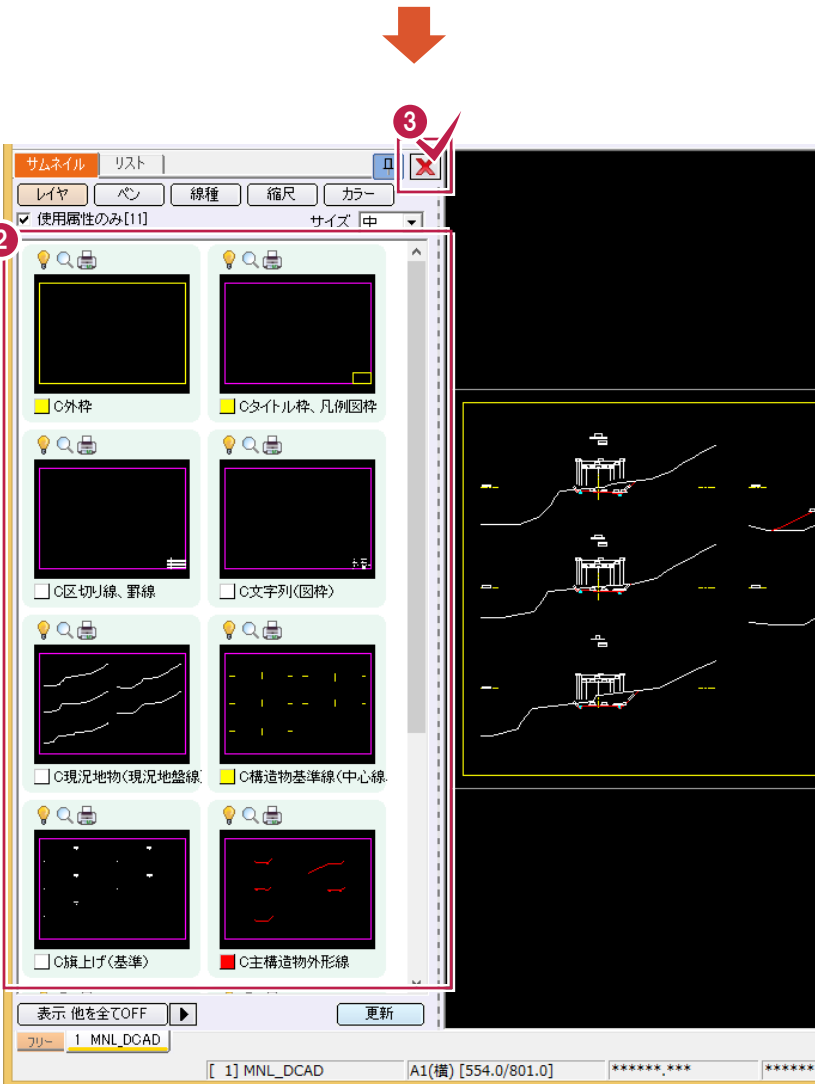 3
サムネイル リスト
レイヤ ペン 線種 縮尺 カラー
使用属性のみ[11] サイズ 中
2
C外枠 Cタイトル枠、凡例図枠
C区切り線、罫線 C文字列(図枠)
C現況地物(現況地盤線) C構造物基準線(中心線.
C旗上げ(基準) C主構造物外形線
表示 他を全てOFF 更新
フリー 1 MNL_DCAD
[ 1] MNL_DCAD A1(横) [554.0/801.0] ******.*** ******